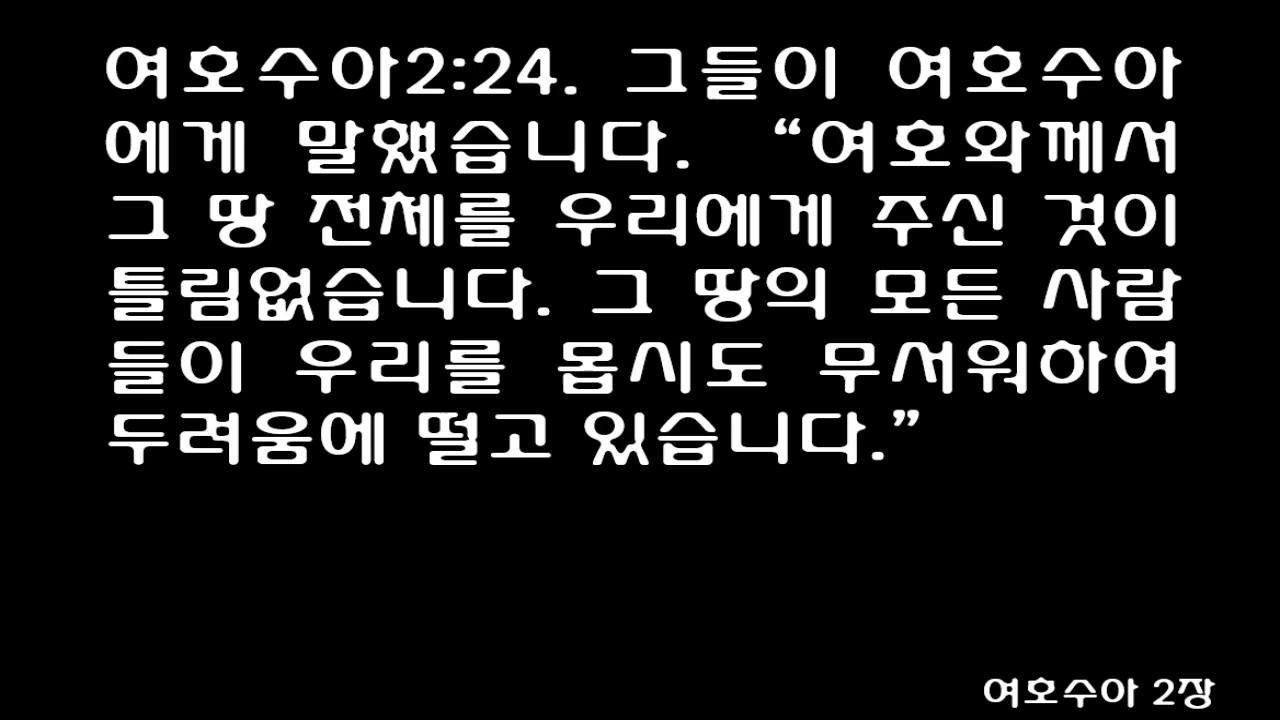 여호수아2:24. 그들이 여호수아
에게 말했습니다. “여호와께서
그 땅 전체를 우리에게 주신 것이
틀림없습니다. 그 땅의 모든 사람
들이 우리를 몹시도 무서워하여
두려움에 떨고 있습니다.”
여호수아 2장